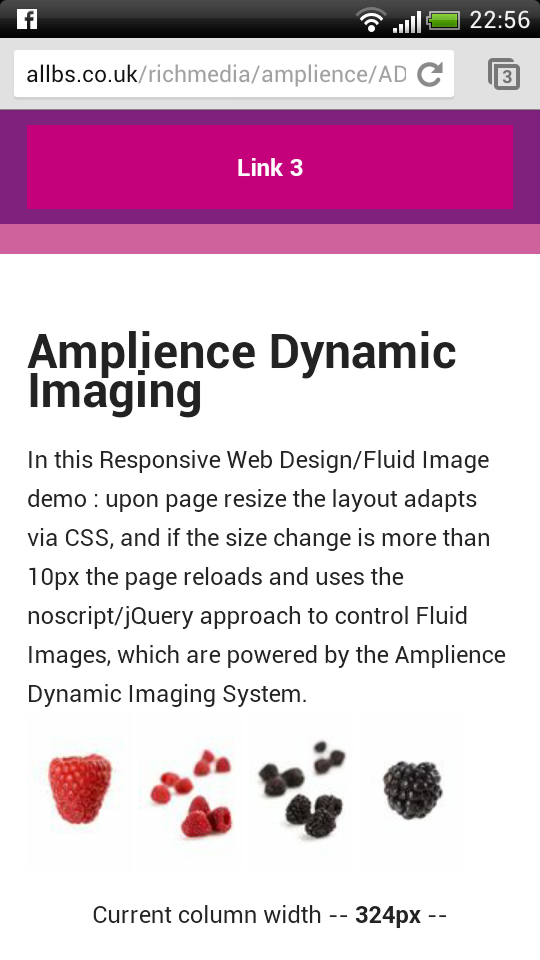 22:56
allbs.co.uk/richmedia/amplience/AD
3
Link 3
Amplience Dynamic
Imaging
In this Responsive Web Design/Fluid Image
demo : upon page resize the layout adapts
via CSS, and if the size change is more than
10px the page reloads and uses the
noscript/jQuery approach to control Fluid
Images, which are powered by the Amplience
Dynamic Imaging System.
Current column width -- 324px --